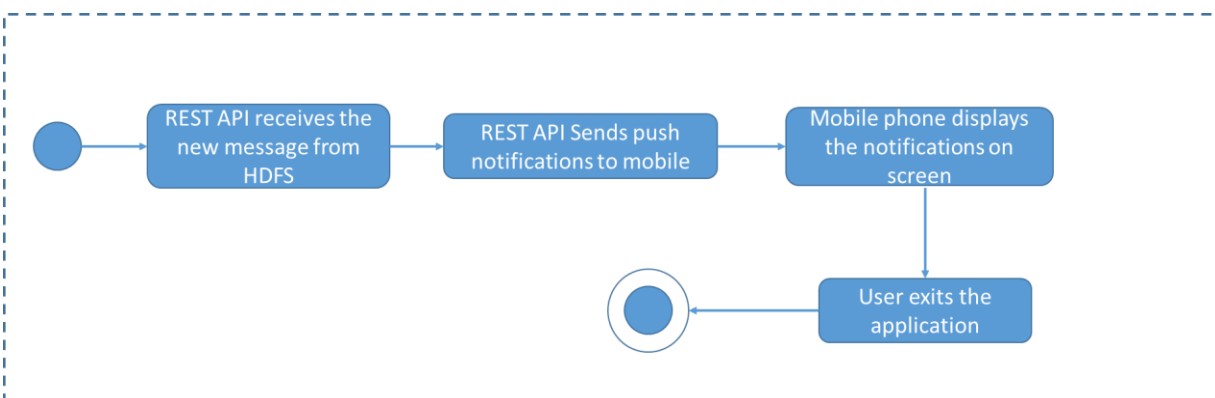 REST API receives the
new message from
HDFS
REST API Sends push
notifications to mobile
Mobile phone displays
the notifications on
screen
User exits the
application